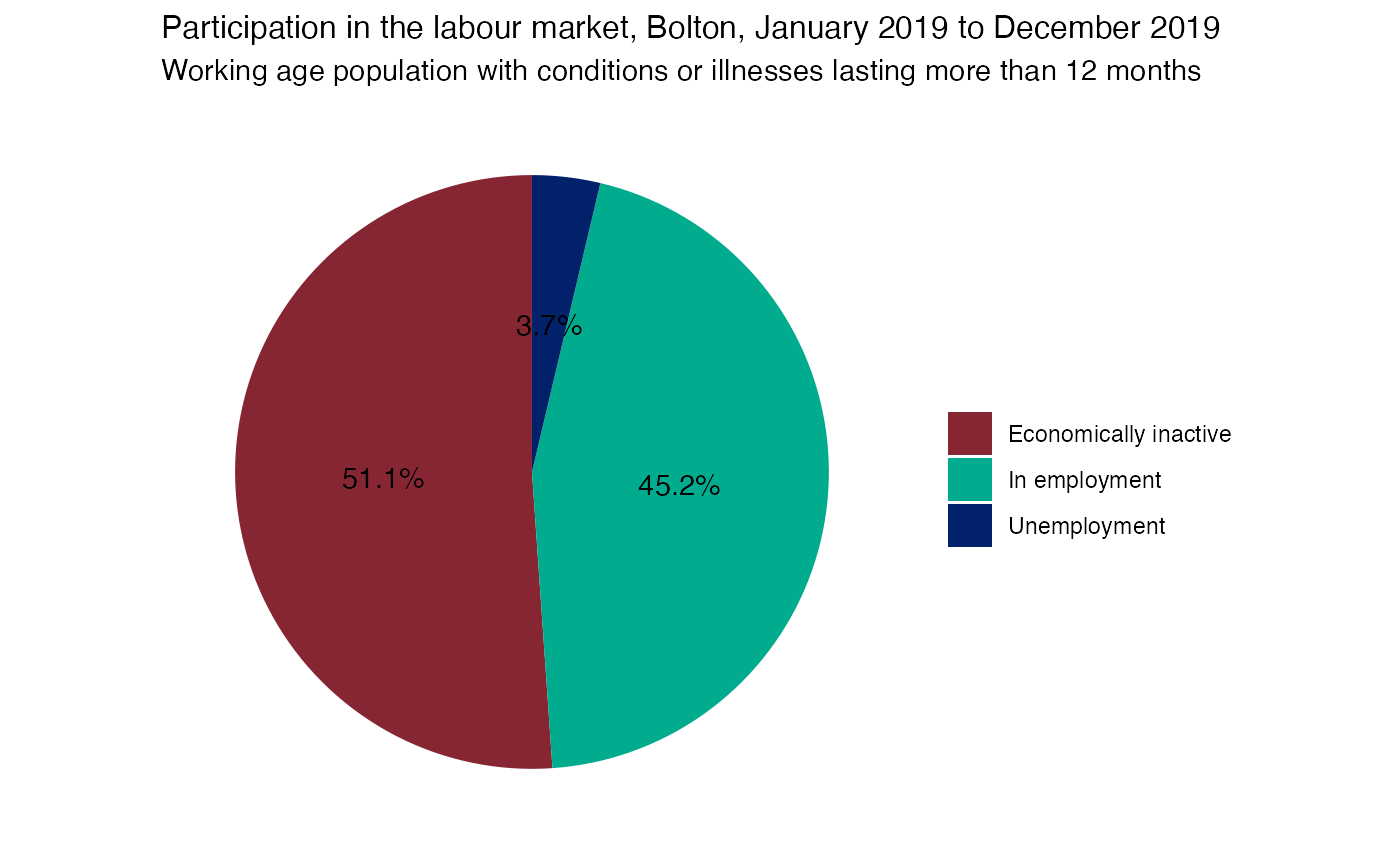 Participation in the labour market, Bolton, January 2019 to December 2019
Working age population with conditions or illnesses lasting more than 12 months
3.7%
51.1%
45.2%
Economically inactive
In employment
Unemployment